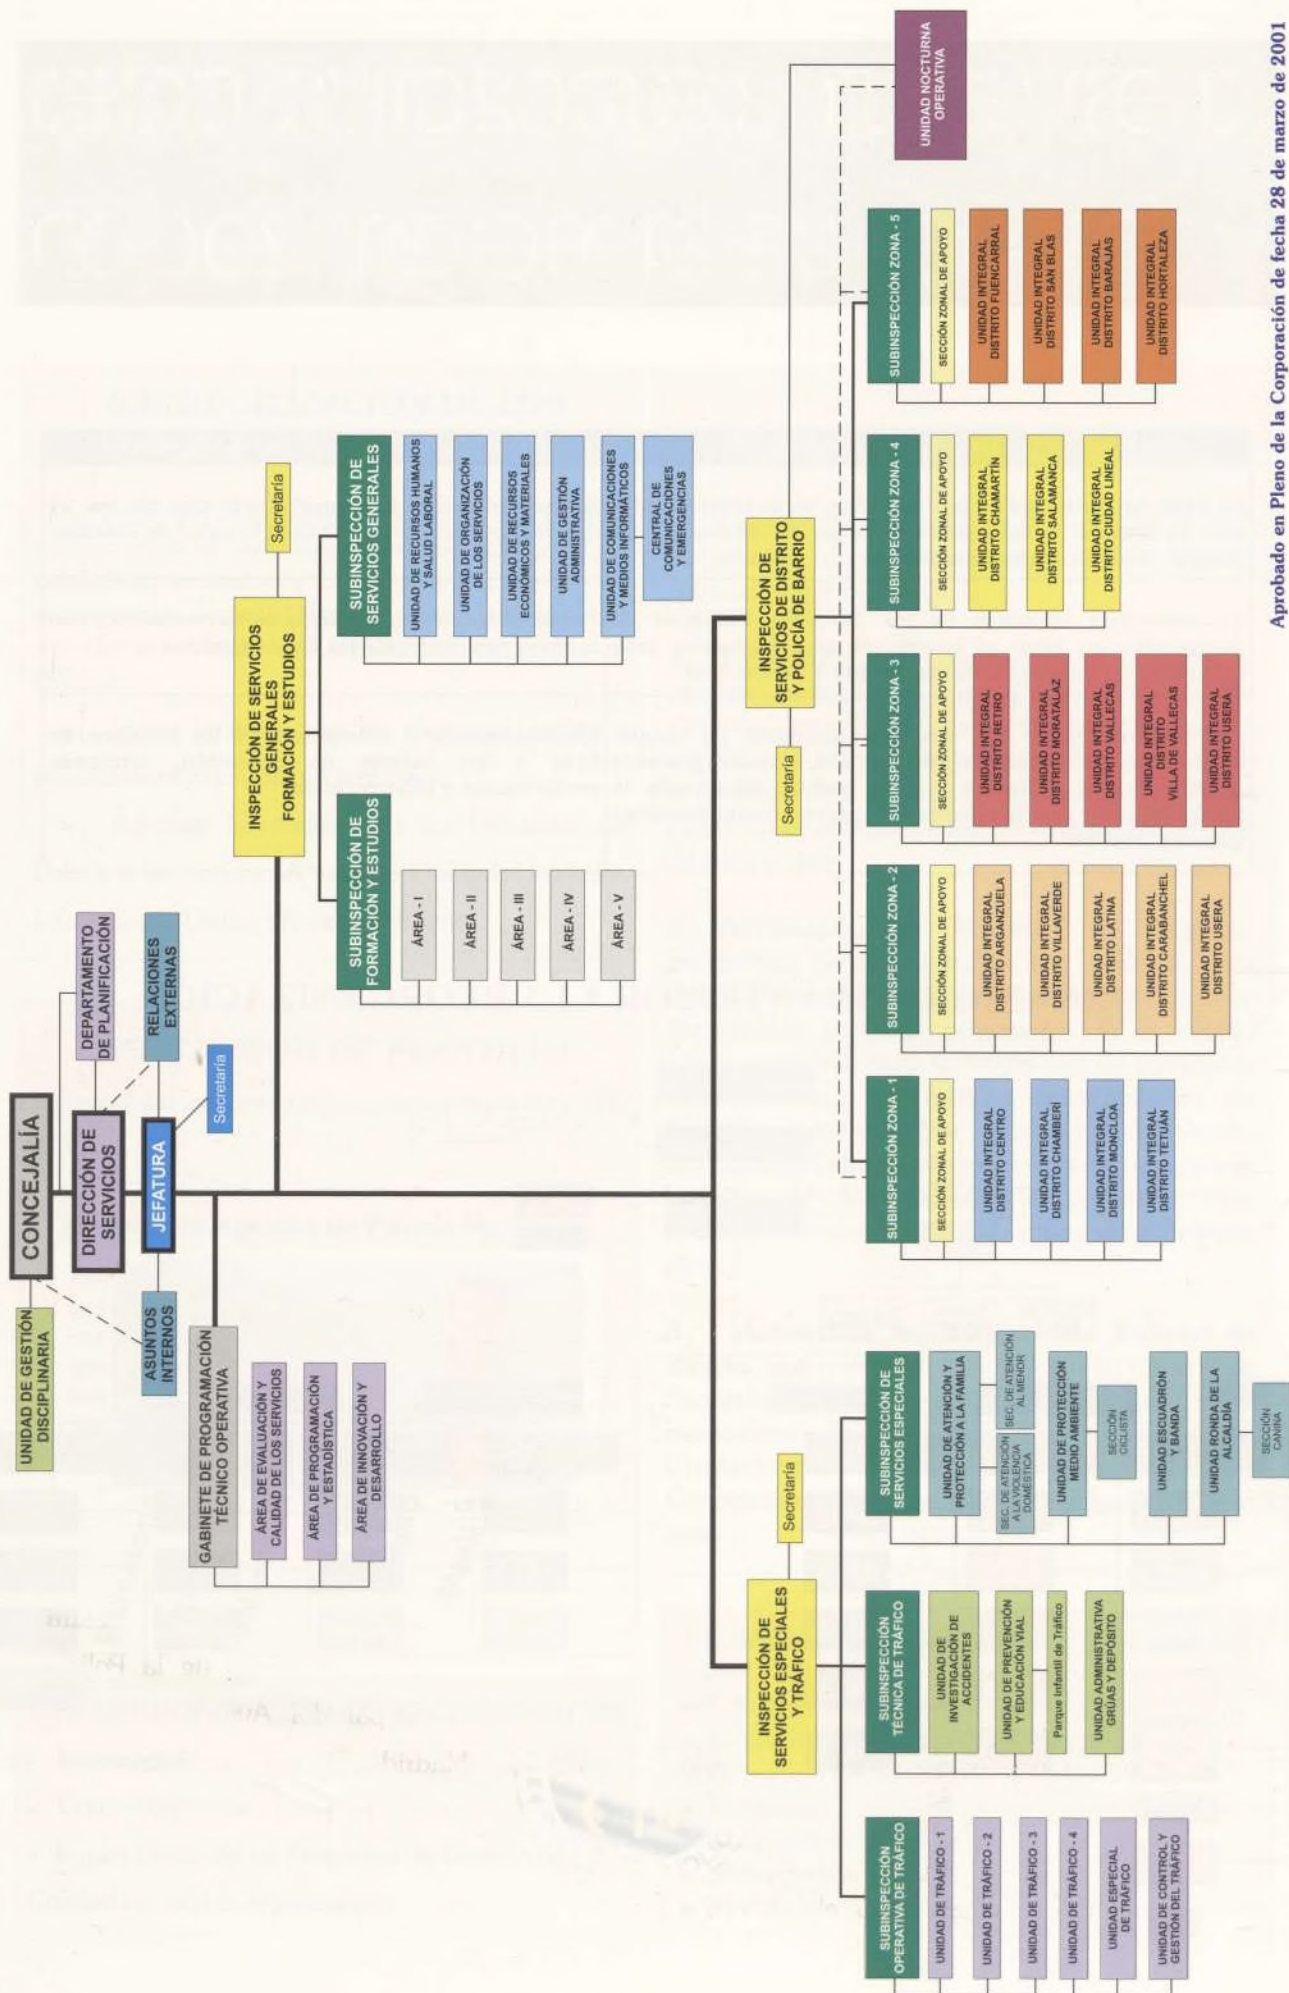 CONCEJALÍA
UNIDAD DE GESTIÓN
DISCIPLINARIA
DIRECCIÓN DE
SERVICIOS
DEPARTAMENTO
DE PLANIFICACIÓN
JEFATURA
ASUNTOS
INTERNOS
RELACIONES
EXTERNAS
Secretaría
GABINETE DE PROGRAMACIÓN
TÉCNICO OPERATIVA
ÁREA DE EVALUACIÓN Y
CALIDAD DE LOS SERVICIOS
ÁREA DE PROGRAMACIÓN
Y ESTADÍSTICA
ÁREA DE INNOVACIÓN Y
DESARROLLO
INSPECCIÓN DE SERVICIOS
GENERALES
FORMACIÓN Y ESTUDIOS
Secretaría
SUBINSPECCIÓN DE
FORMACIÓN Y ESTUDIOS
ÁREA - I
ÁREA - II
ÁREA - III
ÁREA - IV
ÁREA - V
SUBINSPECCIÓN DE
SERVICIOS GENERALES
UNIDAD DE RECURSOS HUMANOS
Y SALUD LABORAL
UNIDAD DE ORGANIZACIÓN
DE LOS SERVICIOS
UNIDAD DE RECURSOS
ECONÓMICOS Y MATERIALES
UNIDAD DE GESTIÓN
ADMINISTRATIVA
UNIDAD DE COMUNICACIONES
Y MEDIOS INFORMÁTICOS
CENTRAL DE
COMUNICACIONES
Y EMERGENCIAS
INSPECCIÓN DE
SERVICIOS ESPECIALES
Y TRÁFICO
Secretaría
SUBINSPECCIÓN
OPERATIVA DE TRÁFICO
UNIDAD DE TRÁFICO - 1
UNIDAD DE TRÁFICO - 2
UNIDAD DE TRÁFICO - 3
UNIDAD DE TRÁFICO - 4
UNIDAD ESPECIAL
DE TRÁFICO
UNIDAD DE CONTROL Y
GESTIÓN DEL TRÁFICO
SUBINSPECCIÓN
TÉCNICA DE TRÁFICO
UNIDAD DE
INVESTIGACIÓN DE
ACCIDENTES
UNIDAD DE PREVENCIÓN
Y EDUCACIÓN VIAL
Parque Infantil de Tráfico
UNIDAD ADMINISTRATIVA
GRÚAS Y DEPÓSITO
SUBINSPECCIÓN DE
SERVICIOS ESPECIALES
UNIDAD DE ATENCIÓN Y
PROTECCIÓN A LA FAMILIA
SEC. DE ATENCIÓN
A LA VIOLENCIA
DOMÉSTICA
SEC. DE ATENCIÓN
AL MENOR
UNIDAD DE PROTECCIÓN
MEDIO AMBIENTE
SECCIÓN
CICLISTA
UNIDAD ESCUADRÓN
Y BANDA
UNIDAD RONDA DE LA
ALCALDÍA
SECCIÓN
CANINA
INSPECCIÓN DE
SERVICIOS DE DISTRITO
Y POLICÍA DE BARRIO
Secretaría
SUBINSPECCIÓN ZONA - 1
SECCIÓN ZONAL DE APOYO
UNIDAD INTEGRAL
DISTRITO CENTRO
UNIDAD INTEGRAL
DISTRITO CHAMBERÍ
UNIDAD INTEGRAL
DISTRITO MONCLOA
UNIDAD INTEGRAL
DISTRITO TETUÁN
SUBINSPECCIÓN ZONA - 2
SECCIÓN ZONAL DE APOYO
UNIDAD INTEGRAL
DISTRITO ARGANZUELA
UNIDAD INTEGRAL
DISTRITO VILLAVERDE
UNIDAD INTEGRAL
DISTRITO LATINA
UNIDAD INTEGRAL
DISTRITO CARABANCHEL
UNIDAD INTEGRAL
DISTRITO USERA
SUBINSPECCIÓN ZONA - 3
SECCIÓN ZONAL DE APOYO
UNIDAD INTEGRAL
DISTRITO RETIRO
UNIDAD INTEGRAL
DISTRITO MORATALAZ
UNIDAD INTEGRAL
DISTRITO VALLECAS
UNIDAD INTEGRAL
DISTRITO
VILLA DE VALLECAS
UNIDAD INTEGRAL
DISTRITO USERA
SUBINSPECCIÓN ZONA - 4
SECCIÓN ZONAL DE APOYO
UNIDAD INTEGRAL
DISTRITO CHAMARTÍN
UNIDAD INTEGRAL
DISTRITO SALAMANCA
UNIDAD INTEGRAL
DISTRITO CIUDAD LINEAL
SUBINSPECCIÓN ZONA - 5
SECCIÓN ZONAL DE APOYO
UNIDAD INTEGRAL
DISTRITO FUENCARRAL
UNIDAD INTEGRAL
DISTRITO SAN BLAS
UNIDAD INTEGRAL
DISTRITO BARAJAS
UNIDAD INTEGRAL
DISTRITO HORTALEZA
UNIDAD NOCTURNA
OPERATIVA
Aprobado en Pleno de la Corporación de fecha 28 de marzo de 2001